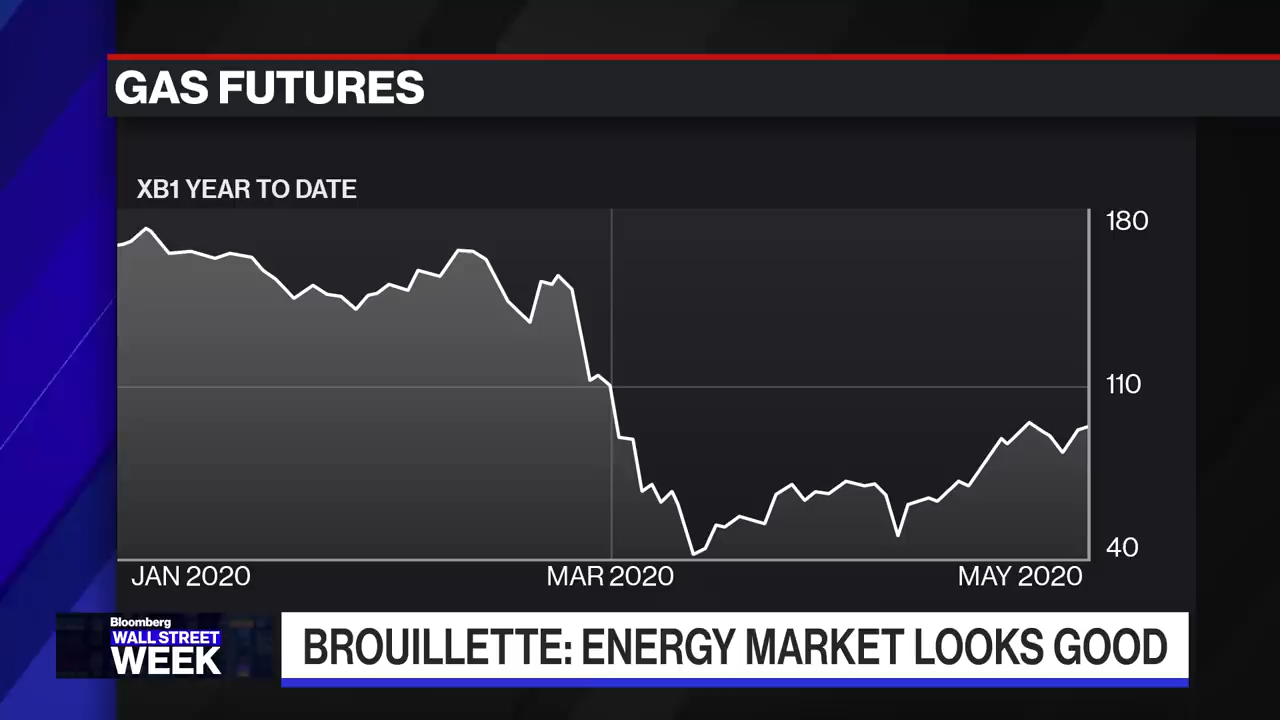 GAS FUTURES
XB1 YEAR TO DATE
180
110
40
JAN 2020 MAR 2020 MAY 2020
Bloomberg
WALL STREET
WEEK
BROUILLETTE: ENERGY MARKET LOOKS GOOD